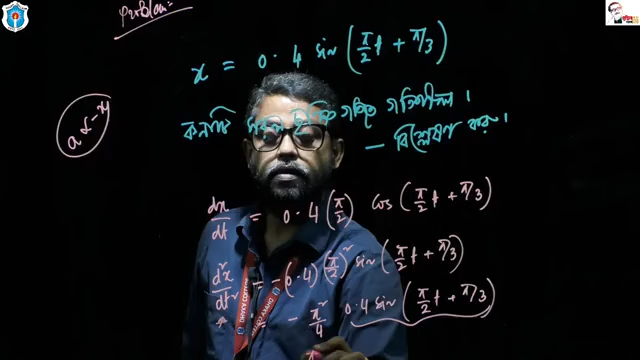 Problem:
x = 0.4 sin (π/2 t + π/3)
a α -x
কনাটি সরল ছন্দিত গতিতে গতিশীল।
— বিশ্লেষণ কর।
dx/dt = 0.4 (π/2) cos (π/2 t + π/3)
d²x/dt² = - (0.4) (π/2)² sin (π/2 t + π/3)
- π²/4 0.4 sin (π/2 t + π/3)